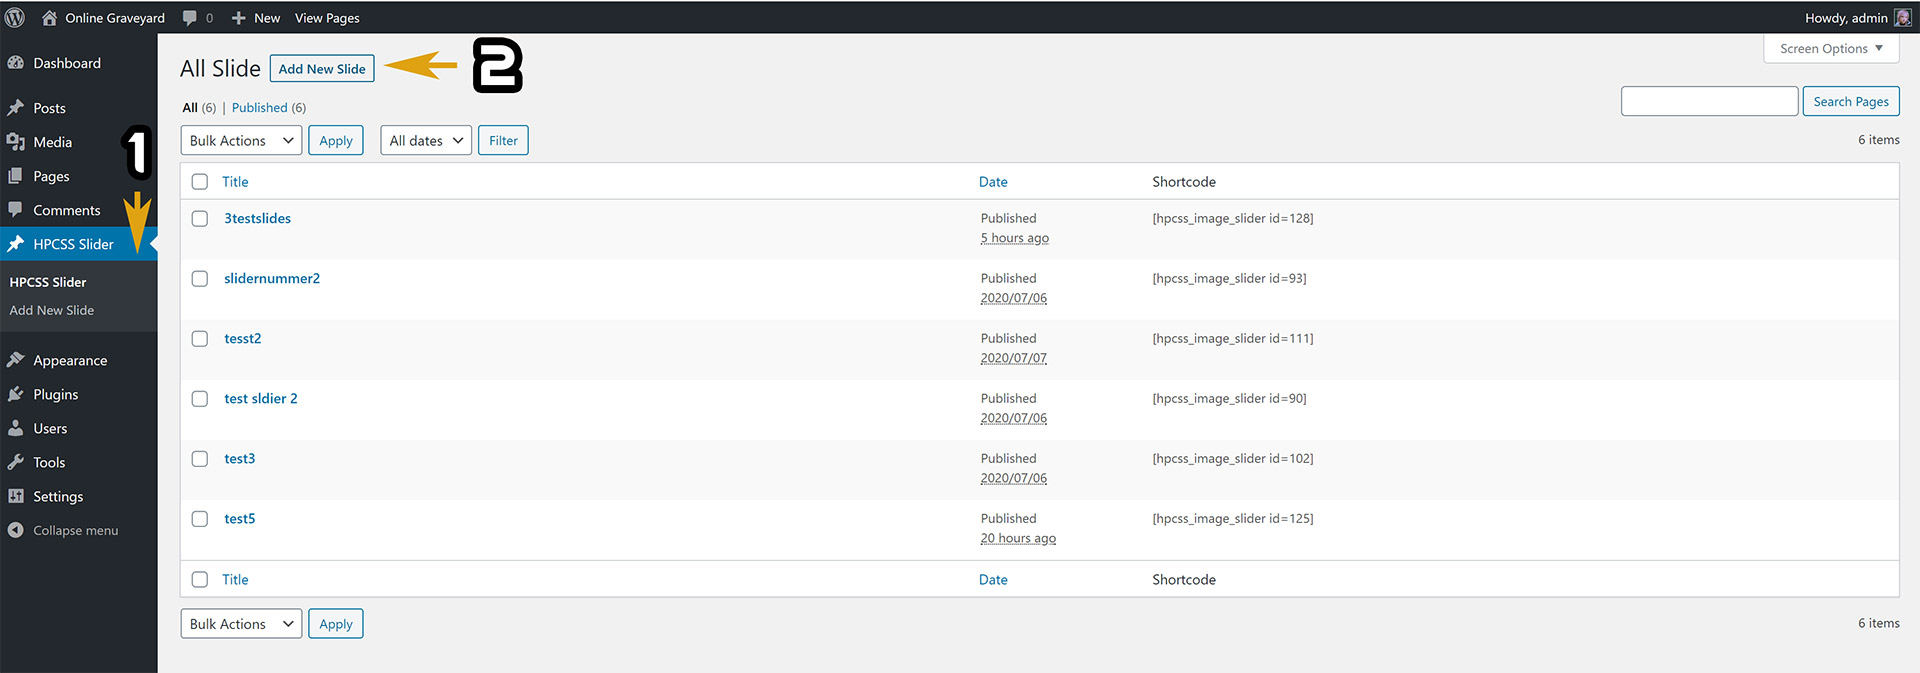 Online Graveyard 0 New View Pages Howdy, admin
Dashboard
Posts
Media
Pages
Comments
HPCSS Slider
HPCSS Slider
Add New Slide
Appearance
Plugins
Users
Tools
Settings
Collapse menu
1
Screen Options
All Slide Add New Slide 2
All (6) | Published (6)
Search Pages
Bulk Actions Apply All dates Filter
6 items
Title Date Shortcode
3testslides Published [hpcss_image_slider id=128]
5 hours ago
slidernummer2 Published [hpcss_image_slider id=93]
2020/07/06
tesst2 Published [hpcss_image_slider id=111]
2020/07/07
test sldier 2 Published [hpcss_image_slider id=90]
2020/07/06
test3 Published [hpcss_image_slider id=102]
2020/07/06
test5 Published [hpcss_image_slider id=125]
20 hours ago
Title Date Shortcode
Bulk Actions Apply 6 items